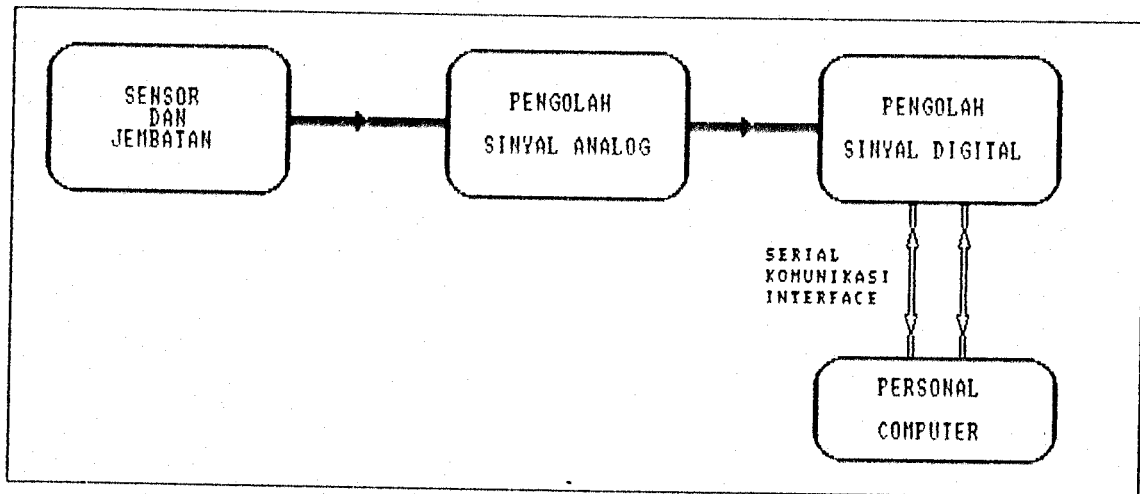 SENSOR
DAN
JEMBATAN
PENGOLAH
SINYAL ANALOG
PENGOLAH
SINYAL DIGITAL
SERIAL
KOMUNIKASI
INTERFACE
PERSONAL
COMPUTER